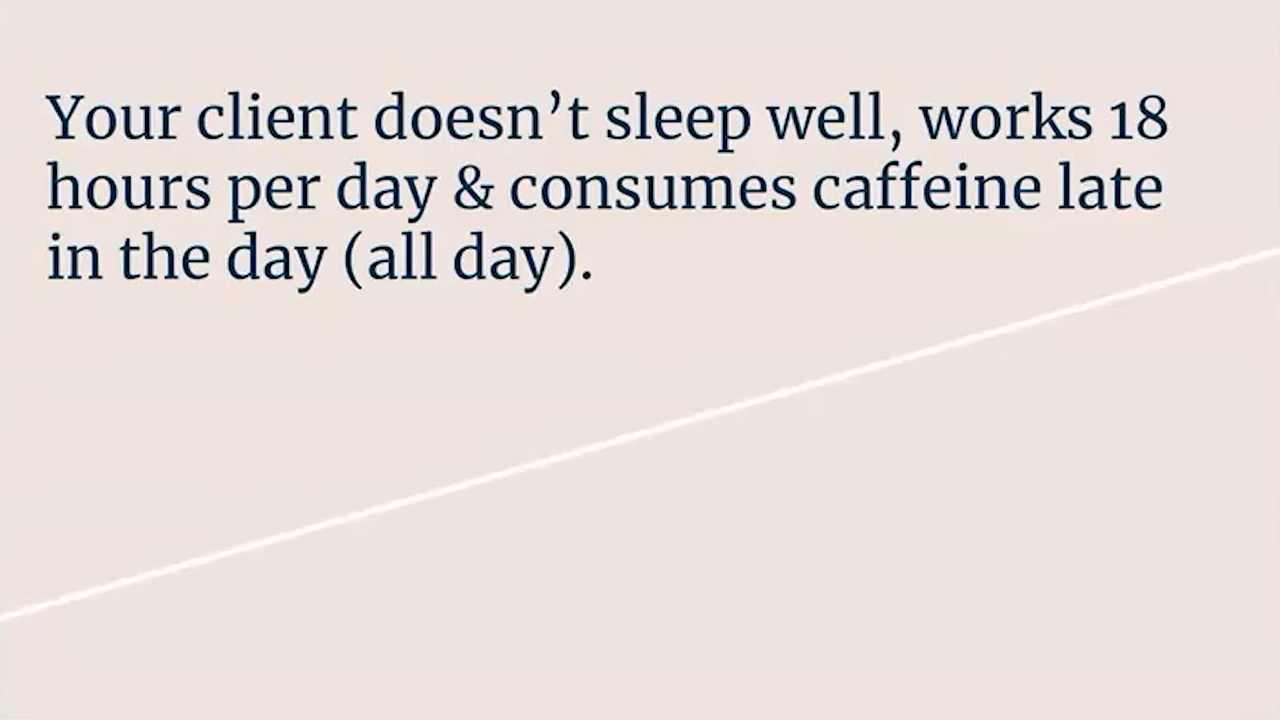 Your client doesn’t sleep well, works 18
hours per day & consumes caffeine late
in the day (all day).